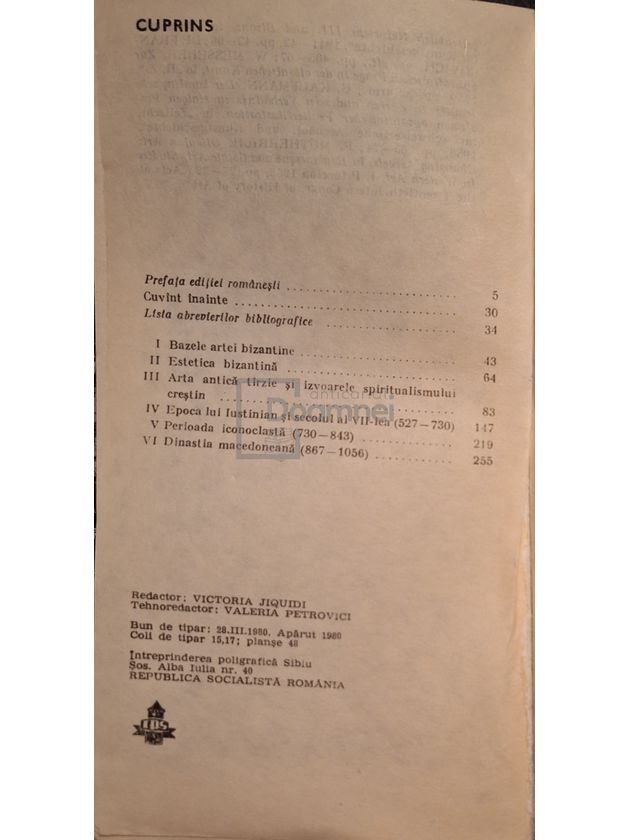 CUPRINS
Prefața ediției românești 5
Cuvînt înainte 30
Lista abrevierilor bibliografice 34
I Bazele artei bizantine 43
II Estetica bizantină 64
III Arta antică tîrzie și izvoarele spiritualismului
creștin 83
IV Epoca lui Iustinian și secolul al VII-lea (527—730) 147
V Perioada iconoclastă (730—843) 219
VI Dinastia macedoneană (867—1056) 255
anticariat
Doamnei
Redactor: VICTORIA JIQUIDI
Tehnoredactor: VALERIA PETROVICI
Bun de tipar: 28.III.1980. Apărut 1980
Coli de tipar 15,17; planșe 48
Întreprinderea poligrafică Sibiu
Șos. Alba Iulia nr. 40
REPUBLICA SOCIALISTĂ ROMÂNIA